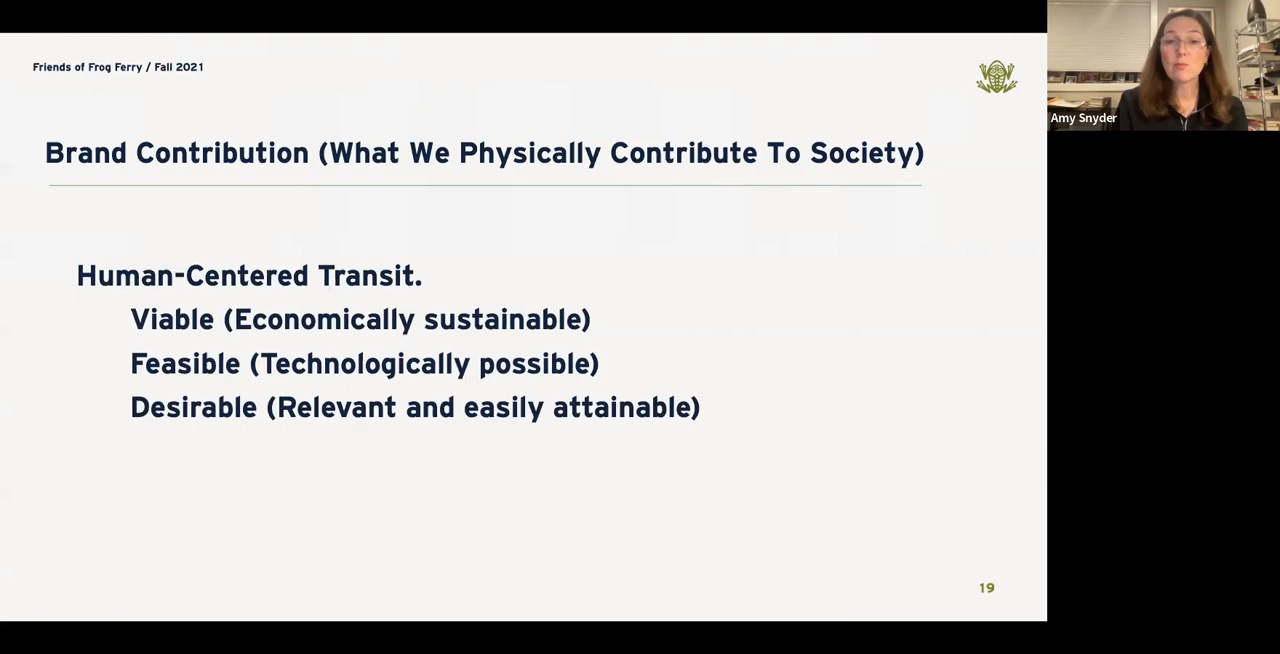 Friends of Frog Ferry / Fall 2021
Amy Snyder
Brand Contribution (What We Physically Contribute To Society)
Human-Centered Transit.
Viable (Economically sustainable)
Feasible (Technologically possible)
Desirable (Relevant and easily attainable)
19